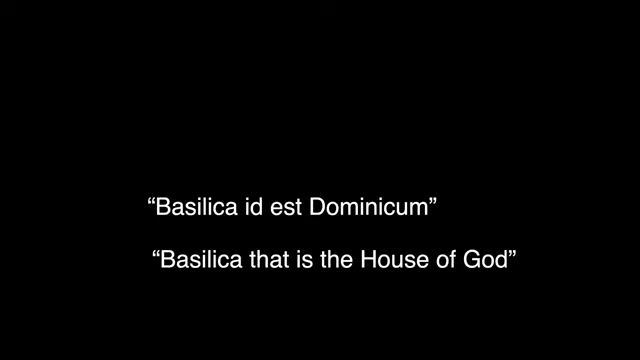 “Basilica id est Dominicum”
“Basilica that is the House of God”